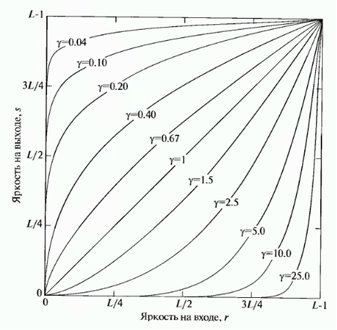 L-1
L-1
γ=0.04
γ=0.10
3L/4
γ=0.20
γ=0.40
γ=0.67
L/2
γ=1
γ=1.5
γ=2.5
L/4
γ=5.0
γ=10.0
γ=25.0
0
0
L/4
L/2
3L/4
L-1
Яркость на выходе, s
Яркость на входе, r